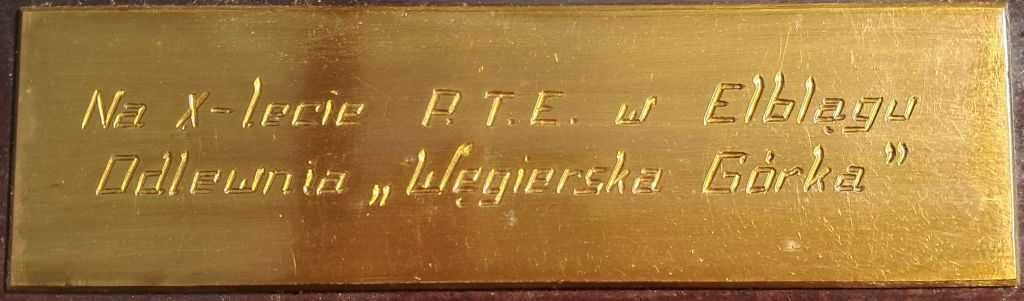 Na X-lecie P.T.E. w Elblągu
Odlewnia „Węgierska Górka”